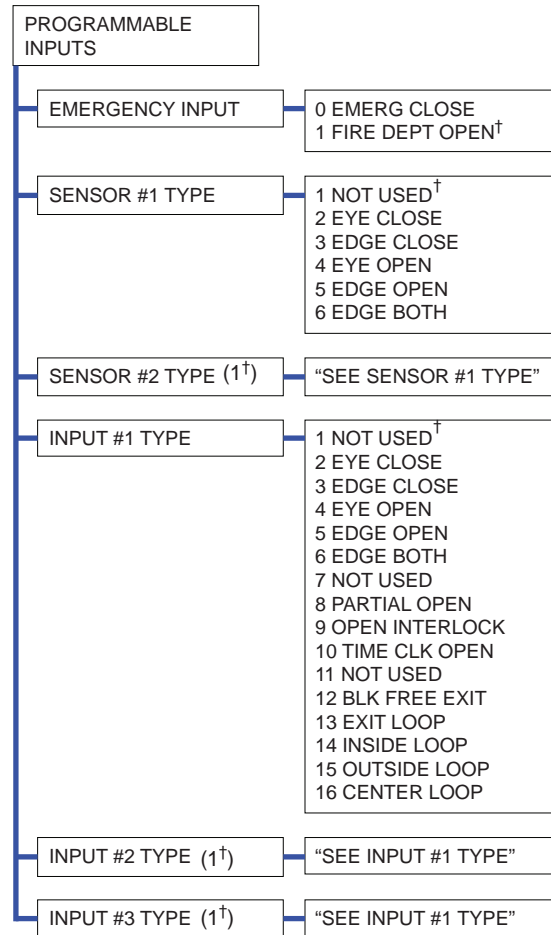 PROGRAMMABLE
INPUTS
EMERGENCY INPUT
0 EMERG CLOSE
1 FIRE DEPT OPEN†
SENSOR #1 TYPE
1 NOT USED†
2 EYE CLOSE
3 EDGE CLOSE
4 EYE OPEN
5 EDGE OPEN
6 EDGE BOTH
SENSOR #2 TYPE (1†)
“SEE SENSOR #1 TYPE”
INPUT #1 TYPE
1 NOT USED†
2 EYE CLOSE
3 EDGE CLOSE
4 EYE OPEN
5 EDGE OPEN
6 EDGE BOTH
7 NOT USED
8 PARTIAL OPEN
9 OPEN INTERLOCK
10 TIME CLK OPEN
11 NOT USED
12 BLK FREE EXIT
13 EXIT LOOP
14 INSIDE LOOP
15 OUTSIDE LOOP
16 CENTER LOOP
INPUT #2 TYPE (1†)
“SEE INPUT #1 TYPE”
INPUT #3 TYPE (1†)
“SEE INPUT #1 TYPE”